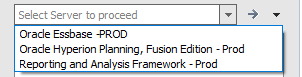 Select Server to proceed
Oracle Essbase -PROD
Oracle Hyperion Planning, Fusion Edition - Prod
Reporting and Analysis Framework - Prod